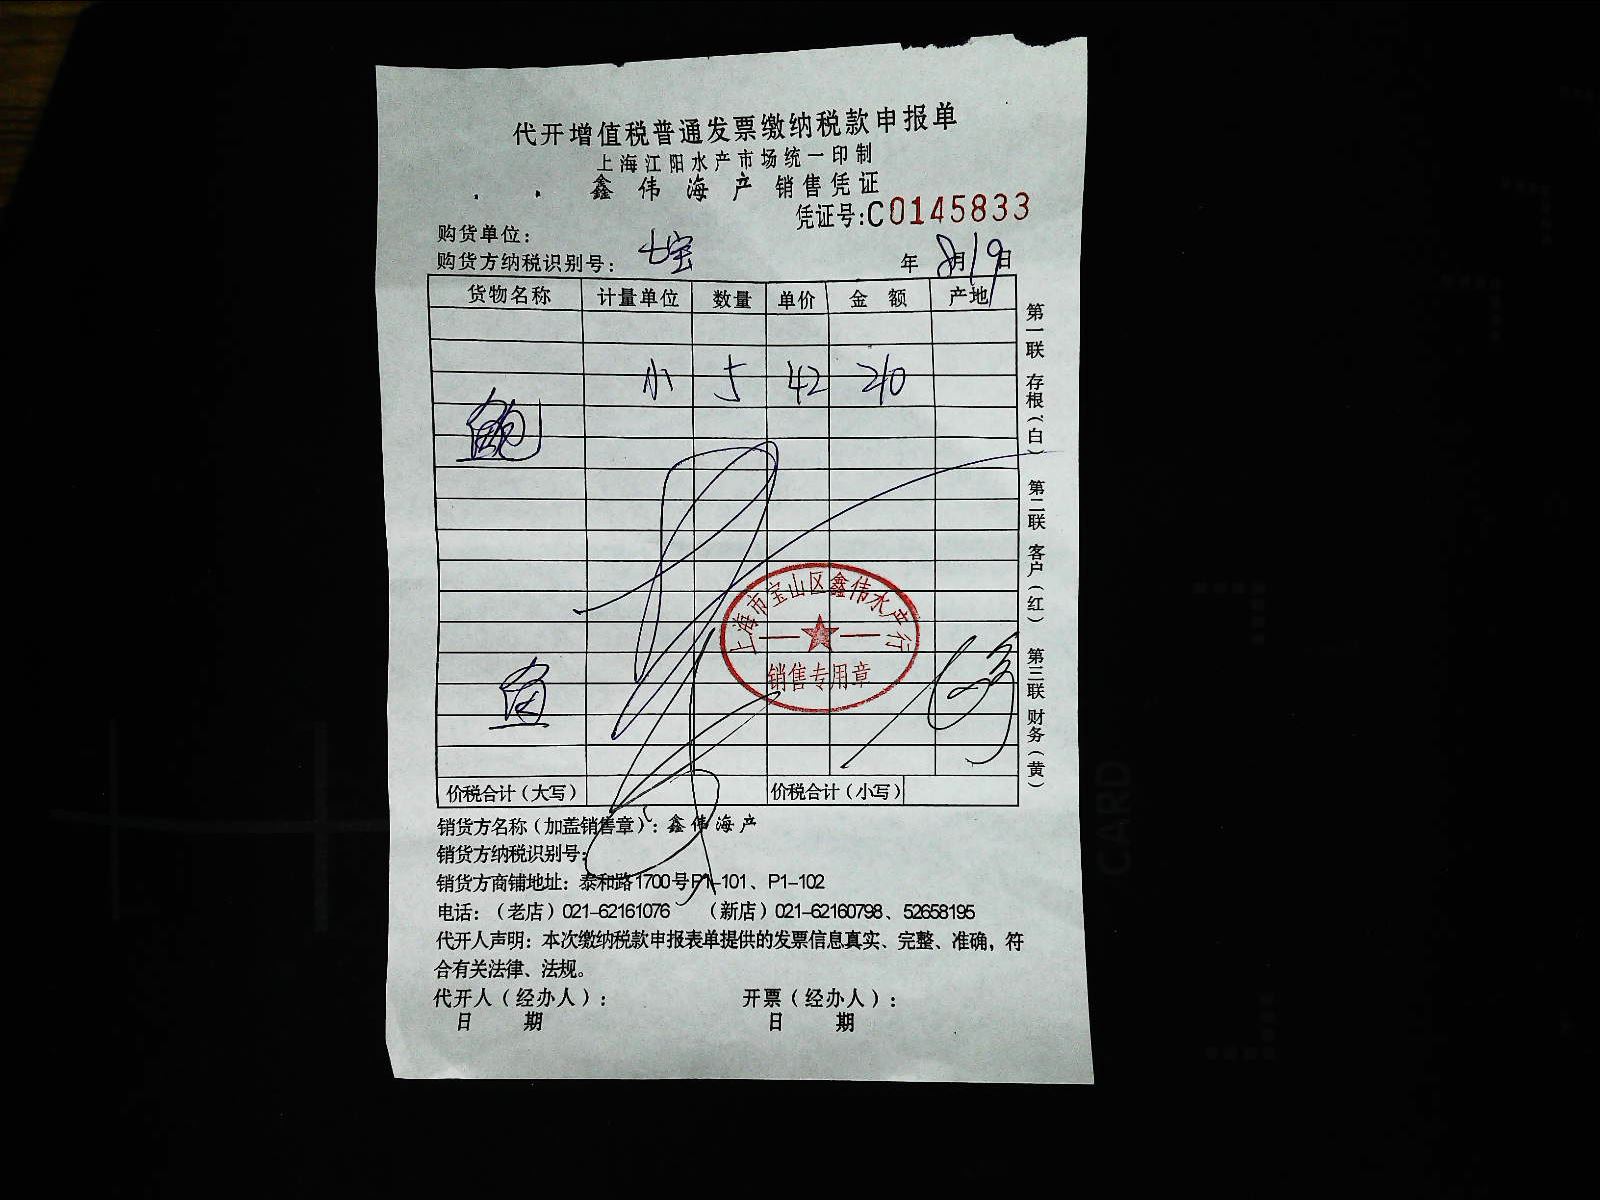 代开增值税普通发票缴纳税款申报单
上海江阳水产市场统一印制
鑫伟海产销售凭证
凭证号:C0145833
购货单位：
购货方纳税识别号： 七宝 年 8月19日
货物名称 计量单位 数量 单价 金额 产地
小 5 42 210
鲍
鱼
上海市宝山区鑫伟水产行
销售专用章
价税合计（大写） 价税合计（小写）
第一联 存根（白） 第二联 客户（红） 第三联 财务（黄）
销货方名称（加盖销售章）：鑫伟海产
销货方纳税识别号：
销货方商铺地址：泰和路1700号P1-101、P1-102
电话：（老店）021-62161076 （新店）021-62160798、52658195
代开人声明：本次缴纳税款申报表单提供的发票信息真实、完整、准确，符
合有关法律、法规。
代开人（经办人）： 开票（经办人）：
日 期 日 期